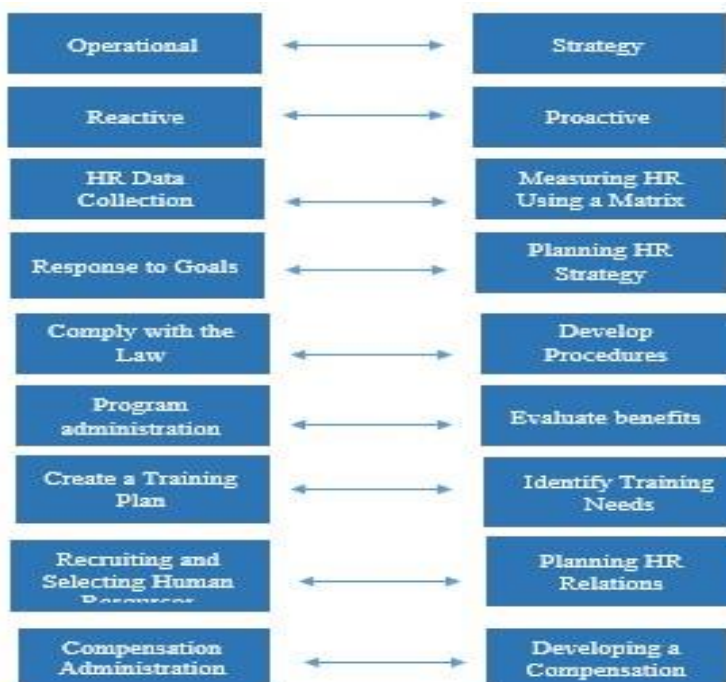 Operational
Strategy
Reactive
Proactive
HR Data
Collection
Measuring HR
Using a Matrix
Response to Goals
Planning HR
Strategy
Comply with the
Law
Develop
Procedures
Program
administration
Evaluate benefits
Create a Training
Plan
Identify Training
Needs
Recruiting and
Selecting Human
Planning HR
Relations
Compensation
Administration
Developing a
Compensation